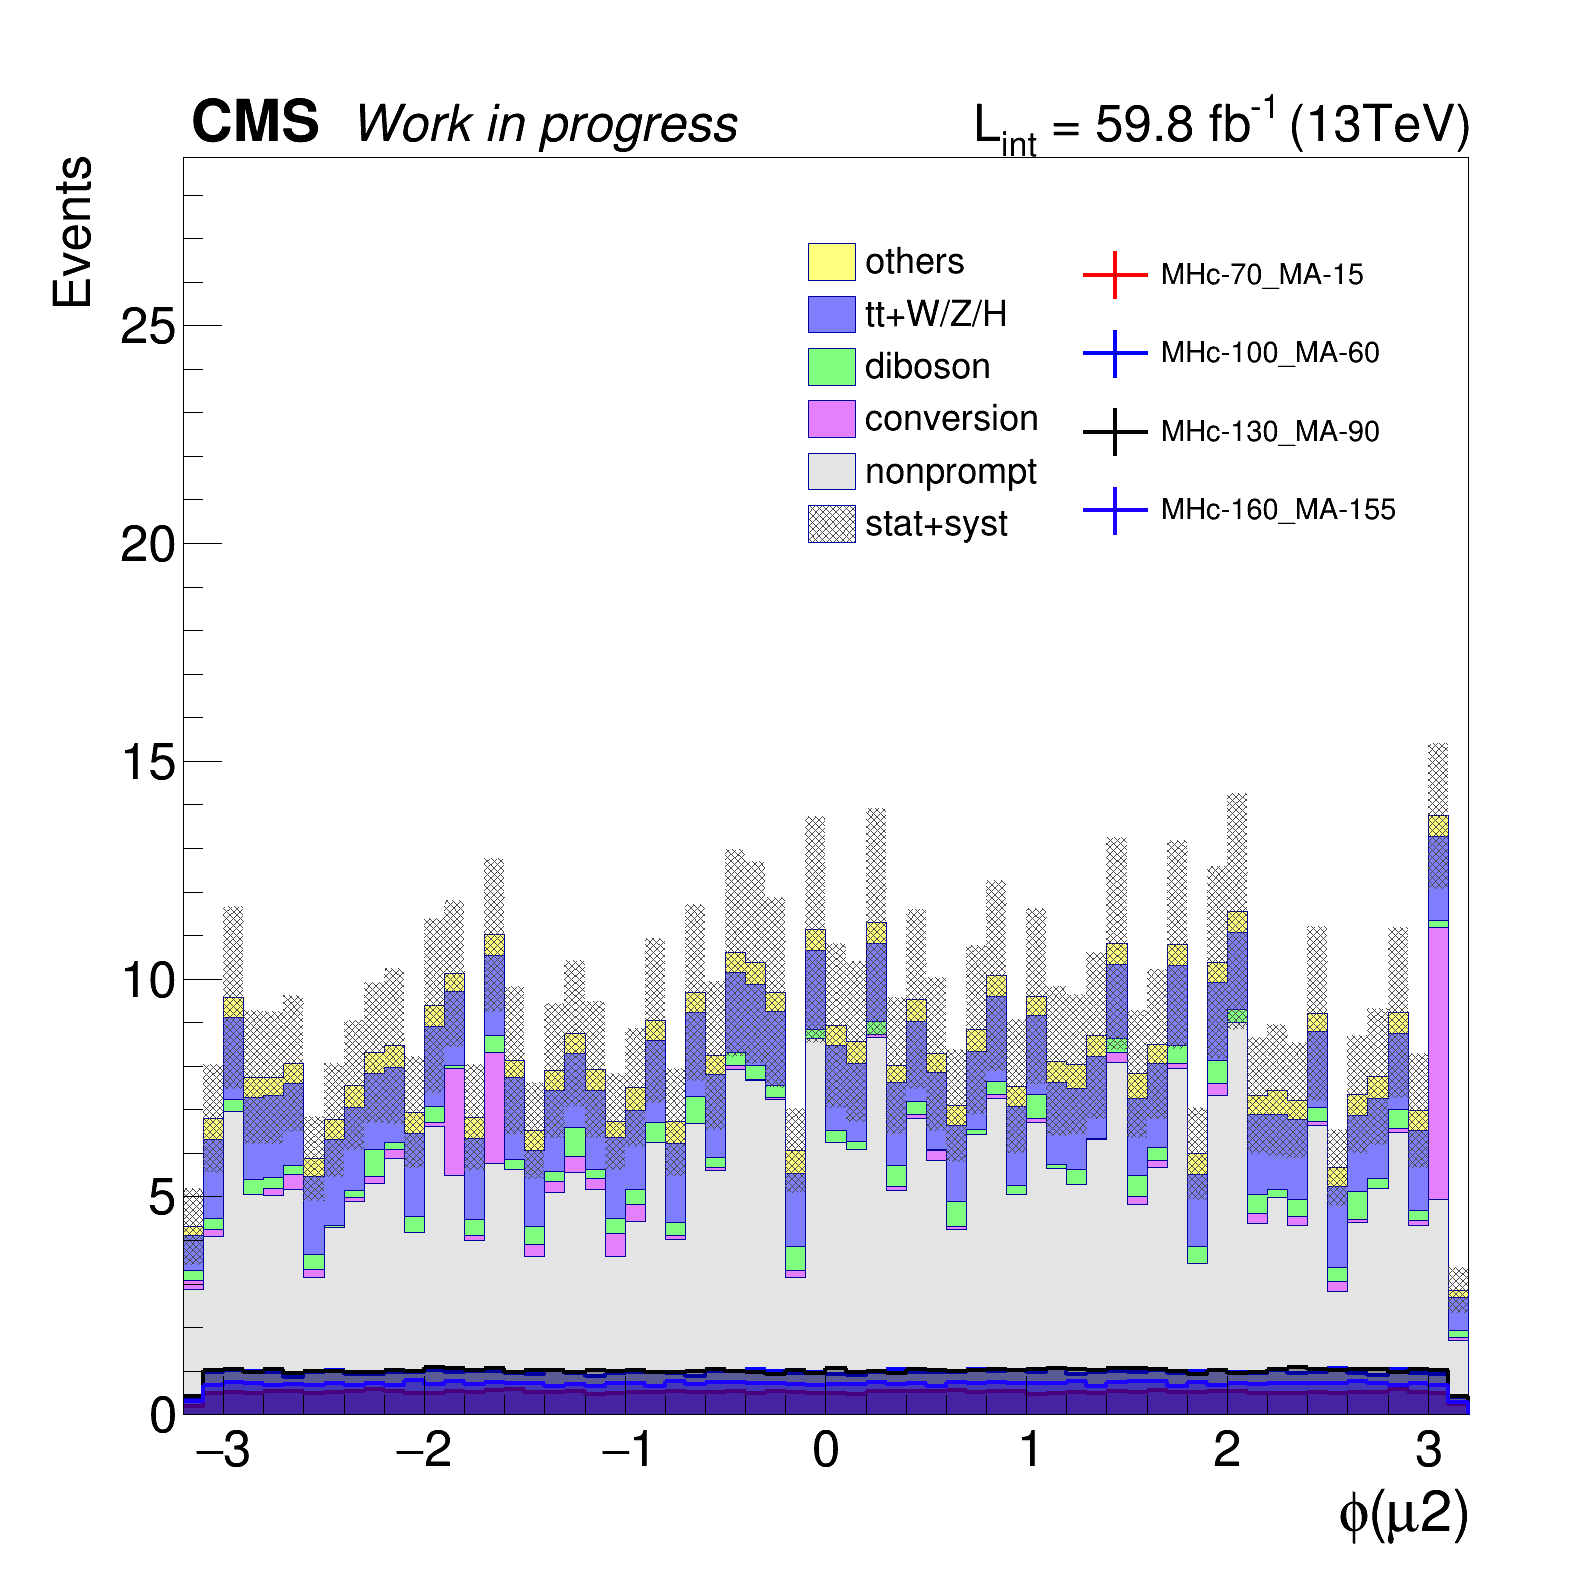 CMS Work in progress
L_int = 59.8 fb^-1 (13TeV)
Events
others
tt+W/Z/H
diboson
conversion
nonprompt
stat+syst
MHc-70_MA-15
MHc-100_MA-60
MHc-130_MA-90
MHc-160_MA-155
25
20
15
10
5
0
−3 −2 −1 0 1 2 3
ϕ(μ2)